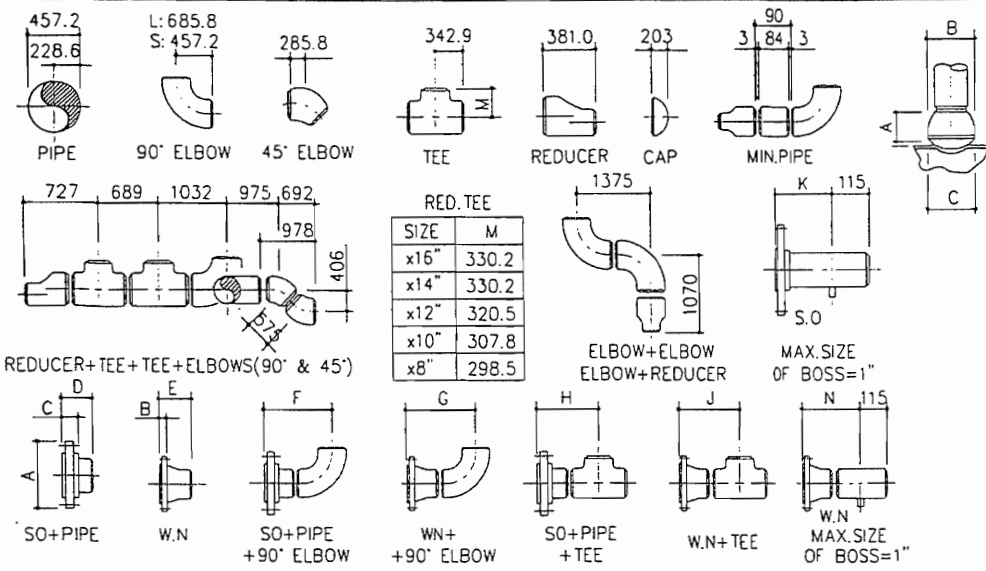 457.2
228.6
PIPE
L:685.8
S:457.2
90° ELBOW
285.8
45° ELBOW
342.9
M
TEE
381.0
REDUCER
203
CAP
90
3 84 3
MIN.PIPE
B
A
C
727 689 1032 975 692
978
406
575
REDUCER+TEE+TEE+ELBOWS(90° & 45°)
RED.TEE
SIZE M
x16" 330.2
x14" 330.2
x12" 320.5
x10" 307.8
x8" 298.5
1375
1070
ELBOW+ELBOW
ELBOW+REDUCER
K 115
S.O
MAX.SIZE
OF BOSS=1"
D
C
A
SO+PIPE
E
B
W.N
F
SO+PIPE
+90° ELBOW
G
WN+
+90° ELBOW
H
SO+PIPE
+TEE
J
W.N+TEE
N 115
W.N
MAX.SIZE
OF BOSS=1"